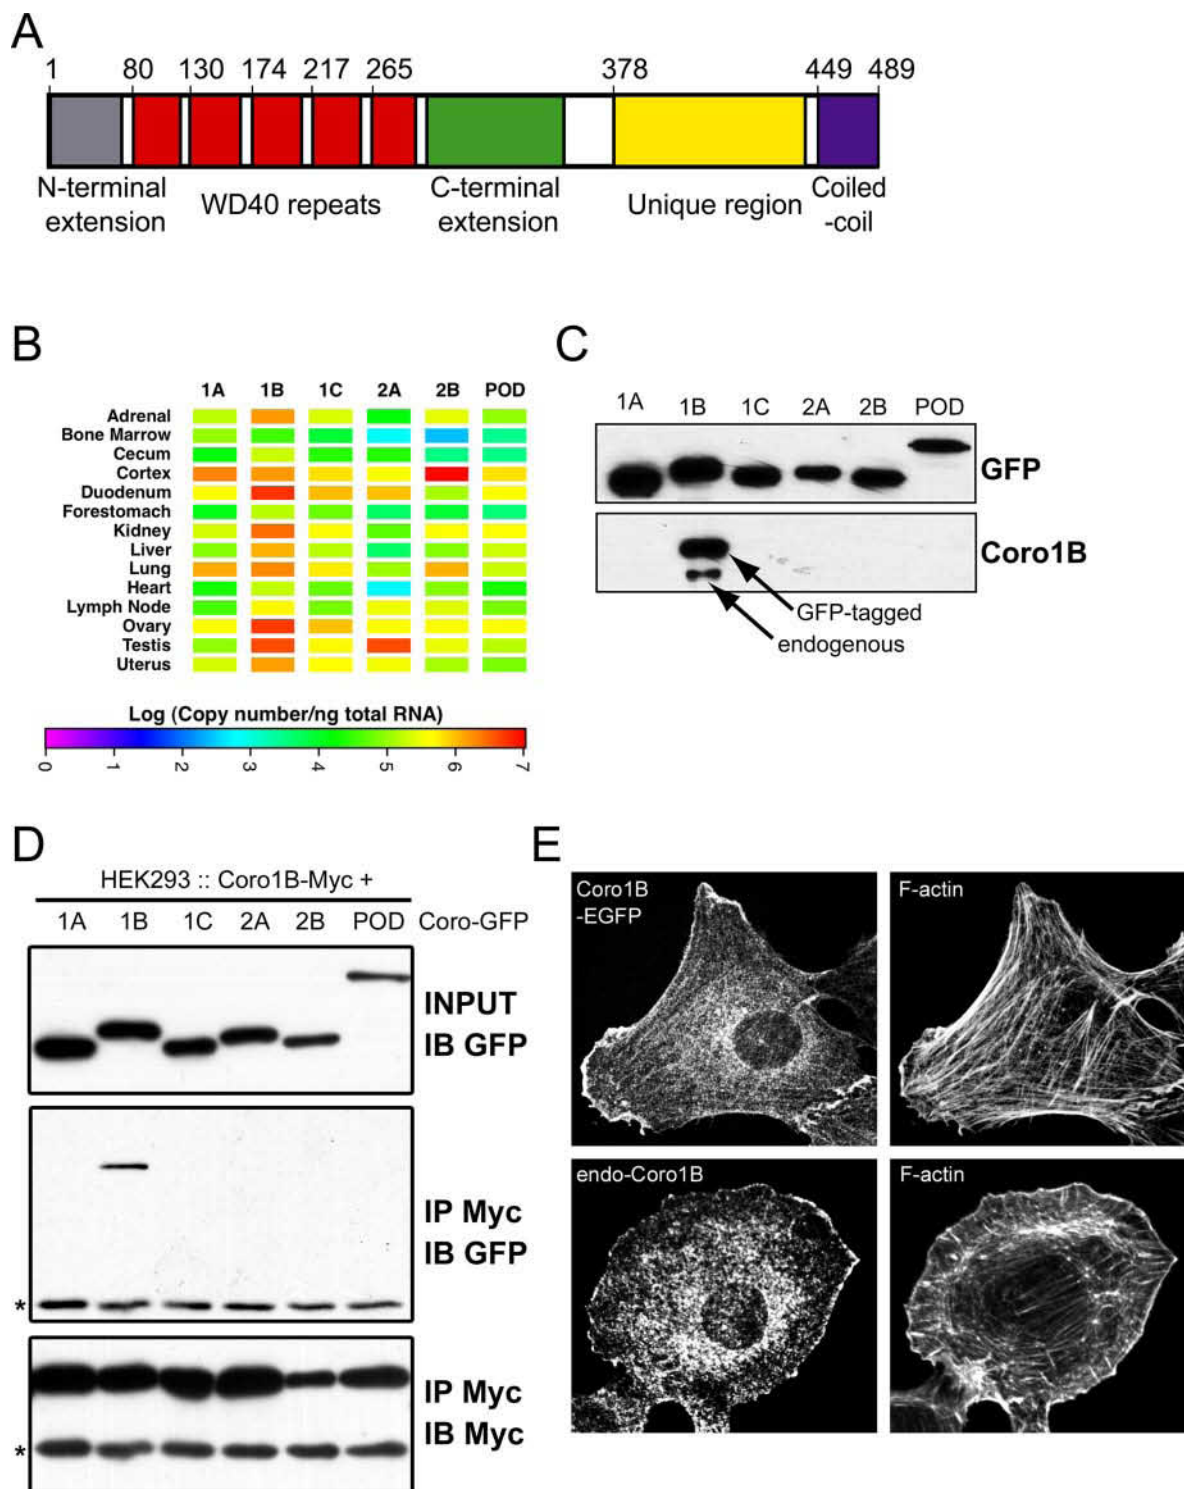 A
1 80 130 174 217 265 378 449 489
N-terminal
extension
WD40 repeats
C-terminal
extension
Unique region
Coiled
-coil
B
1A 1B 1C 2A 2B POD
Adrenal
Bone Marrow
Cecum
Cortex
Duodenum
Forestomach
Kidney
Liver
Lung
Heart
Lymph Node
Ovary
Testis
Uterus
Log (Copy number/ng total RNA)
0 1 2 3 4 5 6 7
C
1A 1B 1C 2A 2B POD
GFP
Coro1B
GFP-tagged
endogenous
D
HEK293 :: Coro1B-Myc +
1A 1B 1C 2A 2B POD Coro-GFP
INPUT
IB GFP
IP Myc
IB GFP
*
IP Myc
IB Myc
*
E
Coro1B
-EGFP
F-actin
endo-Coro1B
F-actin